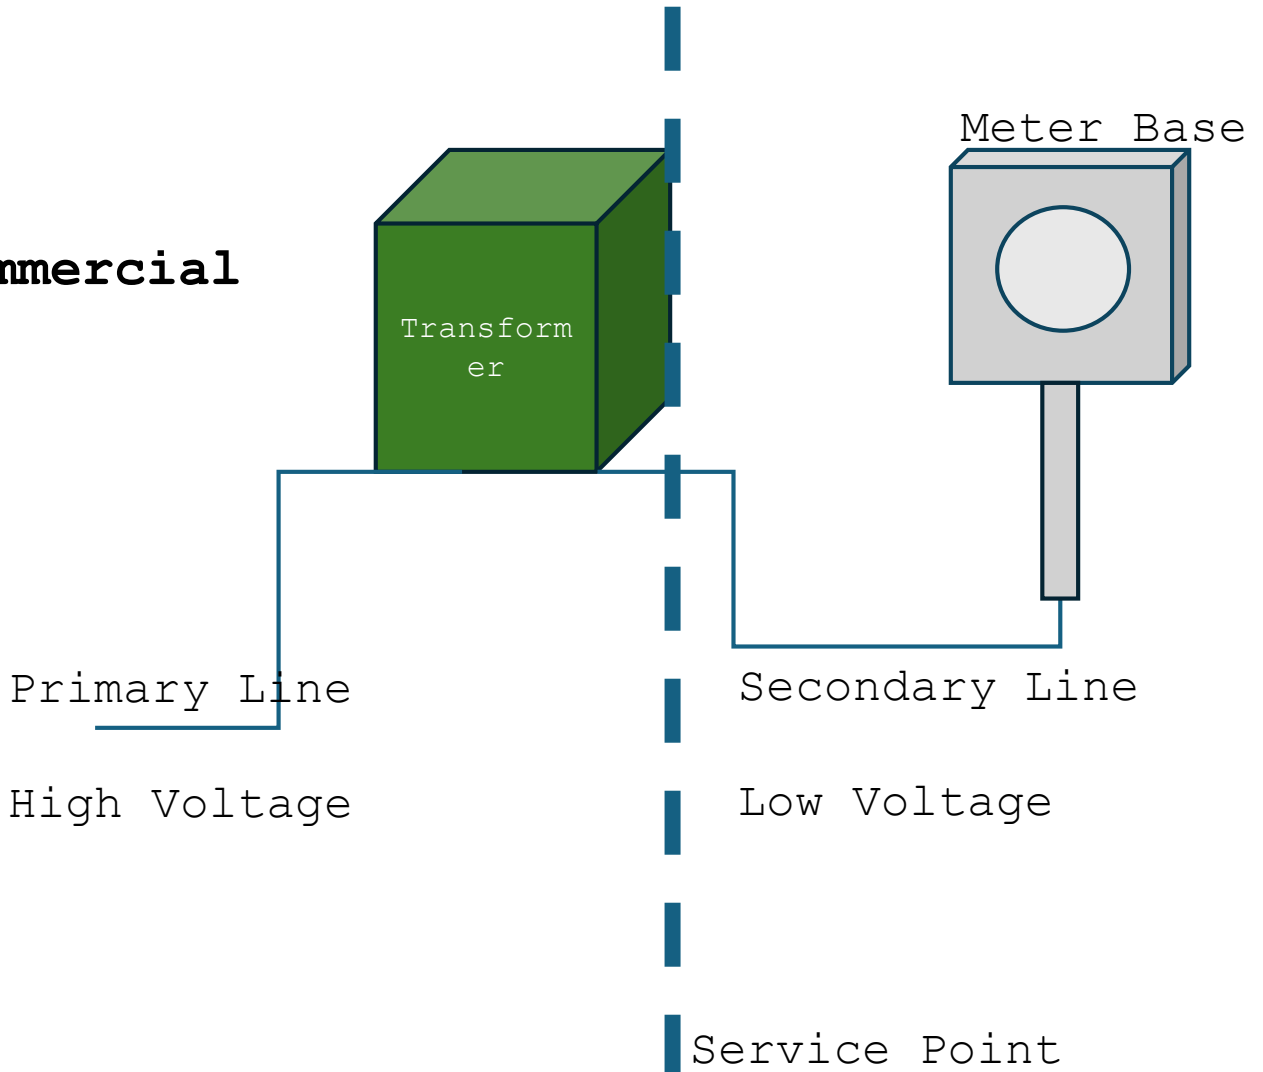 Meter Base
mmercial
Transform
er
Primary Line
Secondary Line
High Voltage
Low Voltage
Service Point